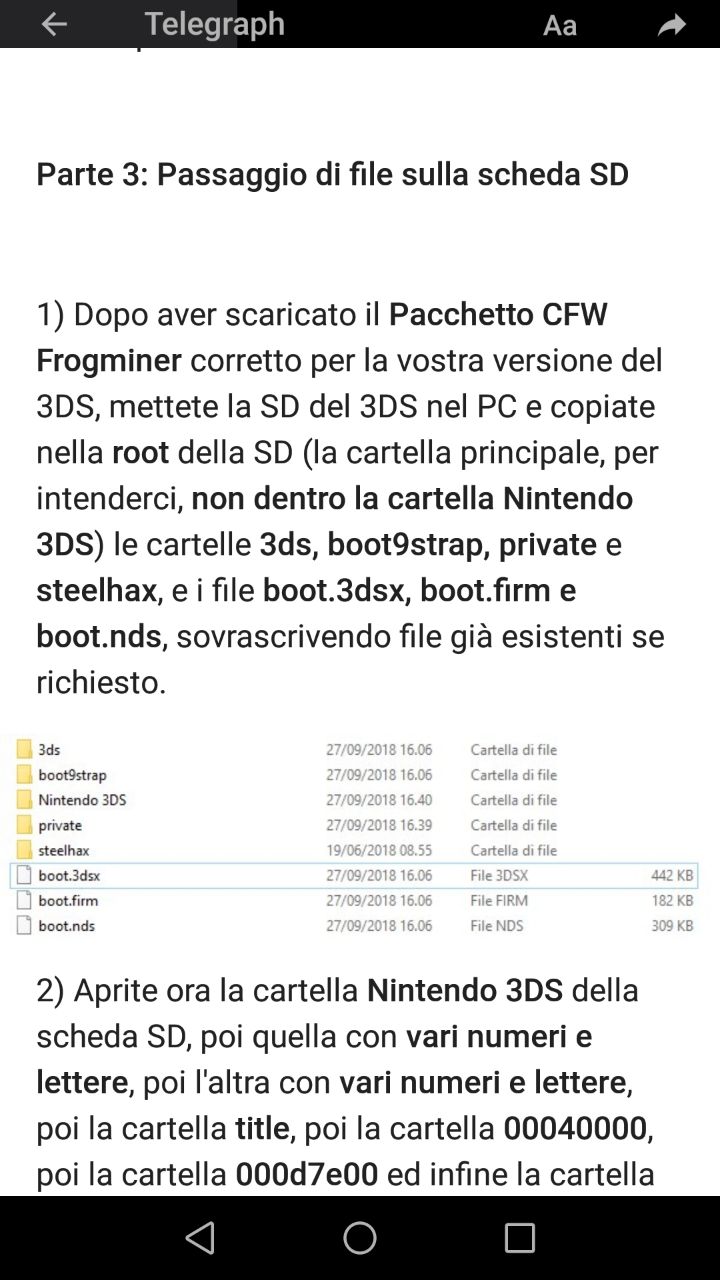 Telegraph Aa
Parte 3: Passaggio di file sulla scheda SD
1) Dopo aver scaricato il Pacchetto CFW
Frogminer corretto per la vostra versione del
3DS, mettete la SD del 3DS nel PC e copiate
nella root della SD (la cartella principale, per
intenderci, non dentro la cartella Nintendo
3DS) le cartelle 3ds, boot9strap, private e
steelhax, e i file boot.3dsx, boot.firm e
boot.nds, sovrascrivendo file già esistenti se
richiesto.
3ds 27/09/2018 16.06 Cartella di file
boot9strap 27/09/2018 16.06 Cartella di file
Nintendo 3DS 27/09/2018 16.40 Cartella di file
private 27/09/2018 16.39 Cartella di file
steelhax 19/06/2018 08.55 Cartella di file
boot.3dsx 27/09/2018 16.06 File 3DSX 442 KB
boot.firm 27/09/2018 16.06 File FIRM 182 KB
boot.nds 27/09/2018 16.06 File NDS 309 KB
2) Aprite ora la cartella Nintendo 3DS della
scheda SD, poi quella con vari numeri e
lettere, poi l'altra con vari numeri e lettere,
poi la cartella title, poi la cartella 00040000,
poi la cartella 000d7e00 ed infine la cartella